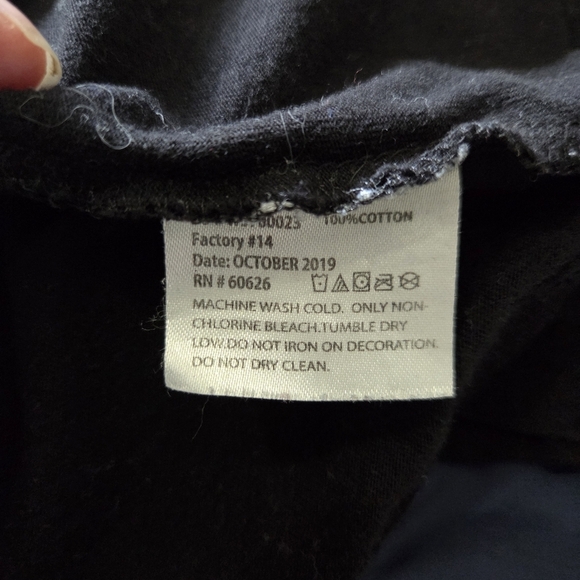 60023 100%COTTON
Factory #14
Date: OCTOBER 2019
RN # 60626
MACHINE WASH COLD. ONLY NON-
CHLORINE BLEACH.TUMBLE DRY
LOW.DO NOT IRON ON DECORATION.
DO NOT DRY CLEAN.